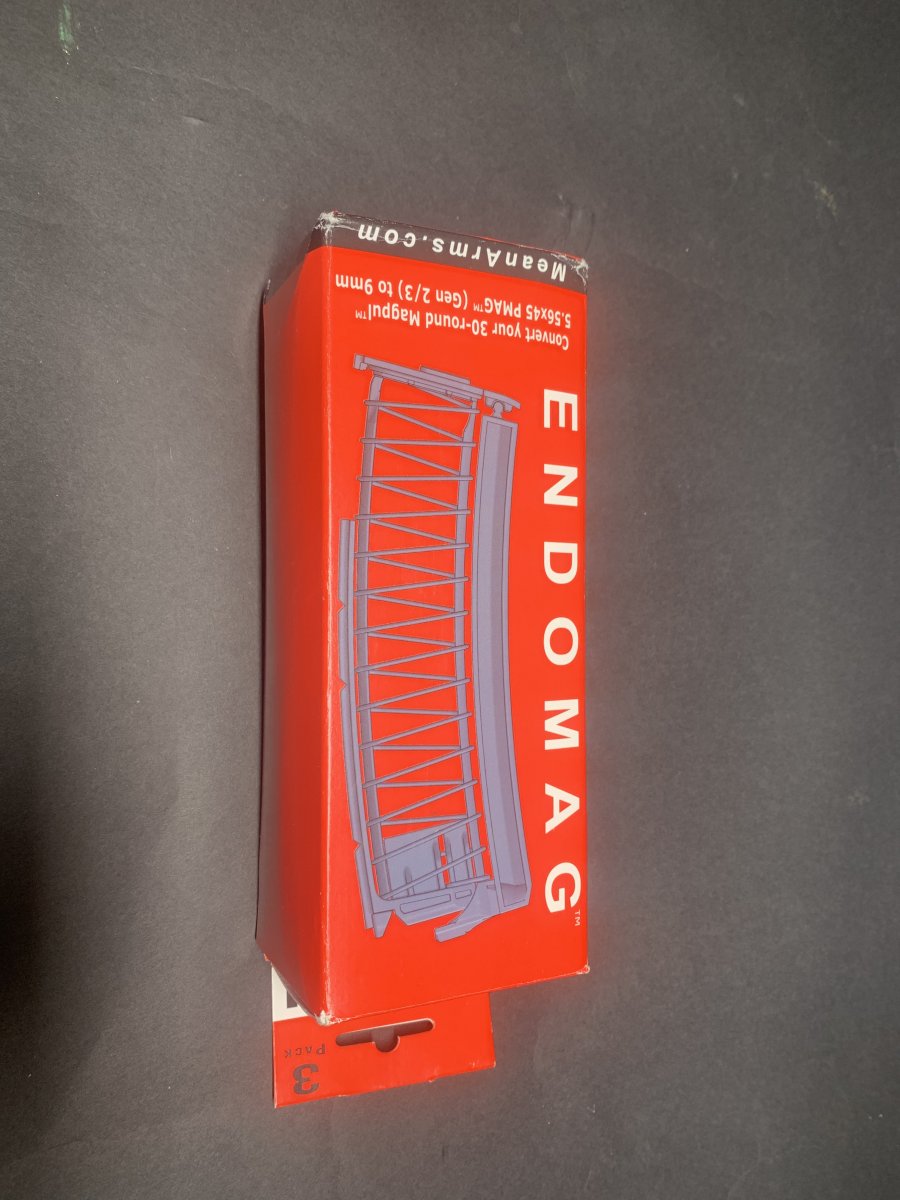 3
PACK
ENDOMAG™
Convert your 30-round Magpul™
5.56x45 PMAG™ (Gen 2/3) to 9mm
MeanArms.com